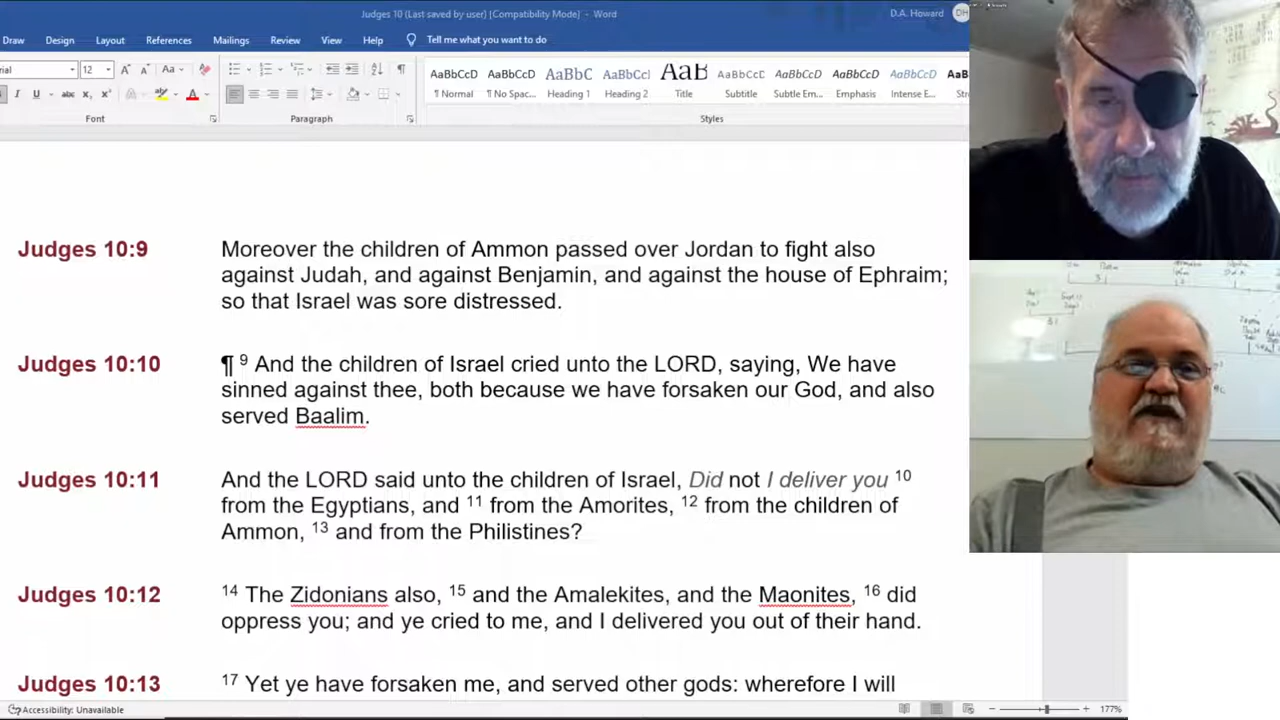 Judges 10 (Last saved by user) [Compatibility Mode] - Word
D.A. Howard
DH
Draw Design Layout References Mailings Review View Help Tell me what you want to do
12
Aa
AaBbCcD AaBbCcD AaBbC AaBbCcI AaB AaBbCcD AaBbCcD AaBbCcD AaBbCcD
¶ Normal ¶ No Spac... Heading 1 Heading 2 Title Subtitle Subtle Em... Emphasis Intense E...
Font Paragraph Styles
Judges 10:9
Moreover the children of Ammon passed over Jordan to fight also
against Judah, and against Benjamin, and against the house of Ephraim;
so that Israel was sore distressed.
Judges 10:10
¶ 9 And the children of Israel cried unto the LORD, saying, We have
sinned against thee, both because we have forsaken our God, and also
served Baalim.
Judges 10:11
And the LORD said unto the children of Israel, Did not I deliver you 10
from the Egyptians, and 11 from the Amorites, 12 from the children of
Ammon, 13 and from the Philistines?
Judges 10:12
14 The Zidonians also, 15 and the Amalekites, and the Maonites, 16 did
oppress you; and ye cried to me, and I delivered you out of their hand.
Judges 10:13
17 Yet ye have forsaken me, and served other gods: wherefore I will
Accessibility: Unavailable
177%